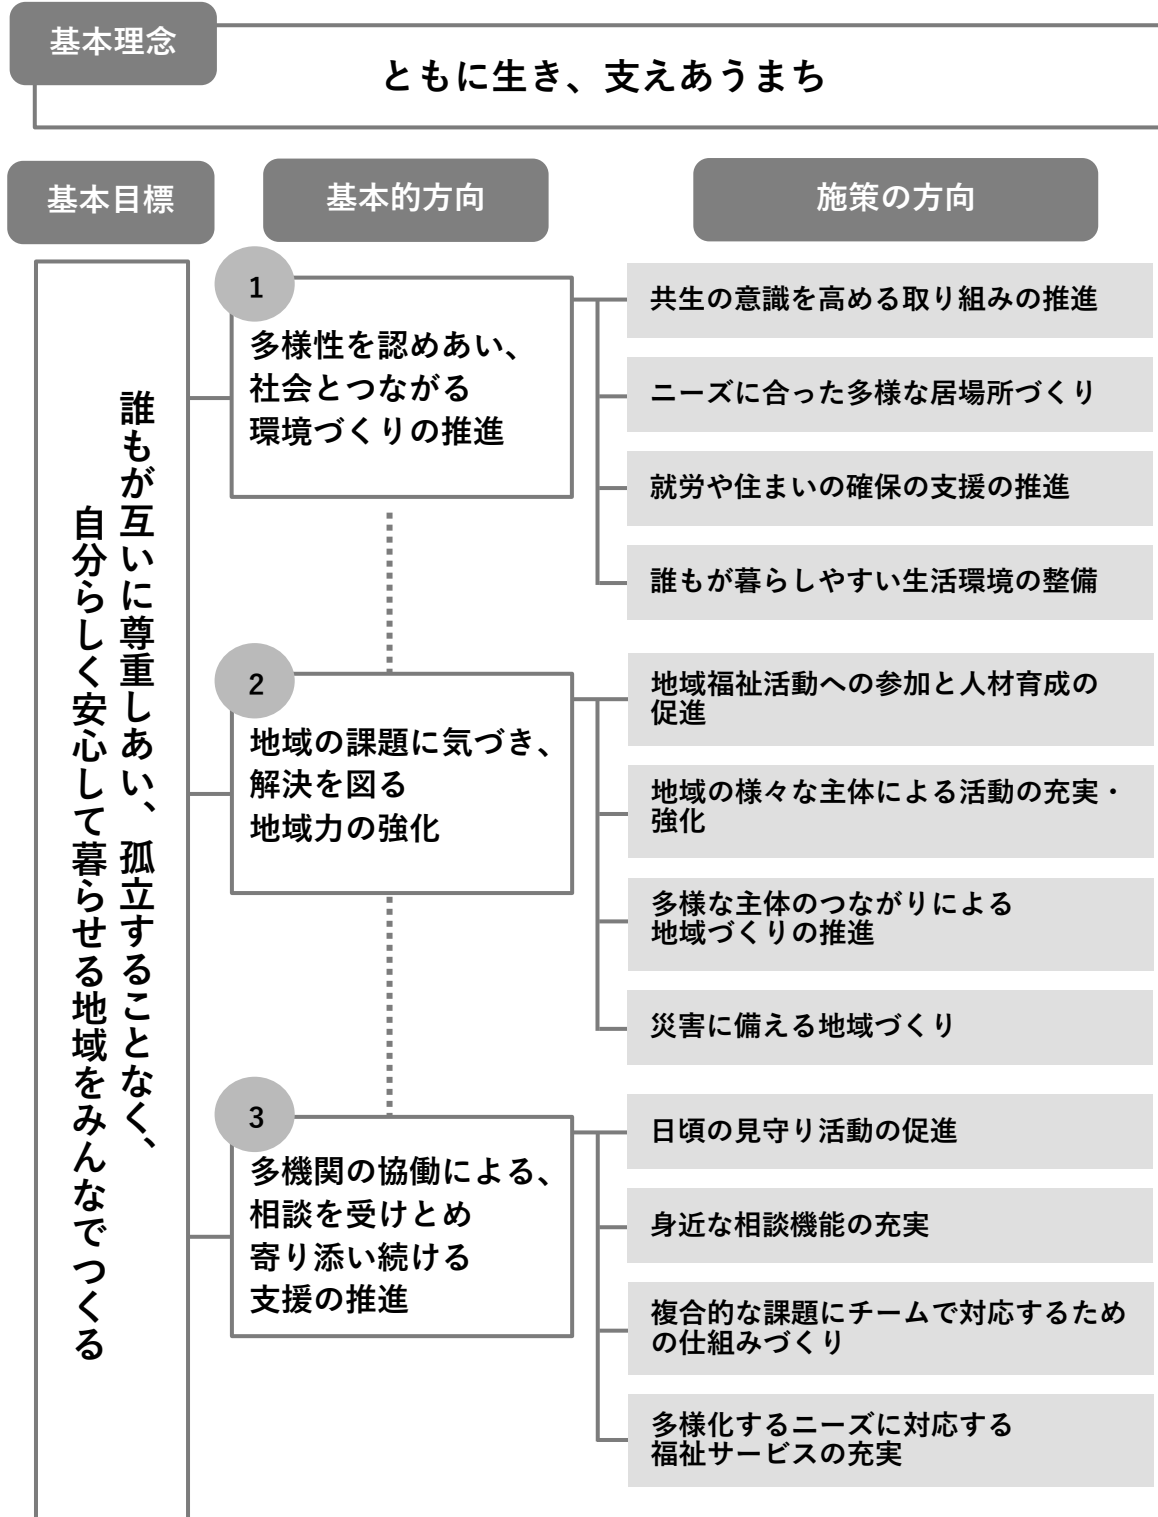 基本理念
ともに生き、支えあうまち
基本目標
基本的方向
施策の方向
誰もが互いに尊重しあい、孤立することなく、
自分らしく安心して暮らせる地域をみんなでつくる
1
多様性を認めあい、
社会とつながる
環境づくりの推進
共生の意識を高める取り組みの推進
ニーズに合った多様な居場所づくり
就労や住まいの確保の支援の推進
誰もが暮らしやすい生活環境の整備
2
地域の課題に気づき、
解決を図る
地域力の強化
地域福祉活動への参加と人材育成の
促進
地域の様々な主体による活動の充実・
強化
多様な主体のつながりによる
地域づくりの推進
災害に備える地域づくり
3
多機関の協働による、
相談を受けとめ
寄り添い続ける
支援の推進
日頃の見守り活動の促進
身近な相談機能の充実
複合的な課題にチームで対応するため
の仕組みづくり
多様化するニーズに対応する
福祉サービスの充実